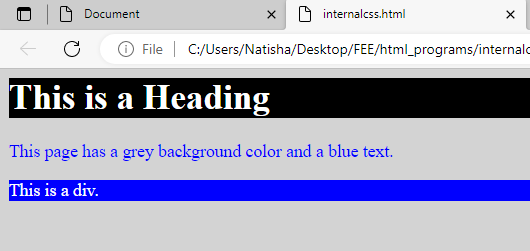 Document
internalcss.html
File C:/Users/Natisha/Desktop/FEE/html_programs/internalc
This is a Heading
This page has a grey background color and a blue text.
This is a div.